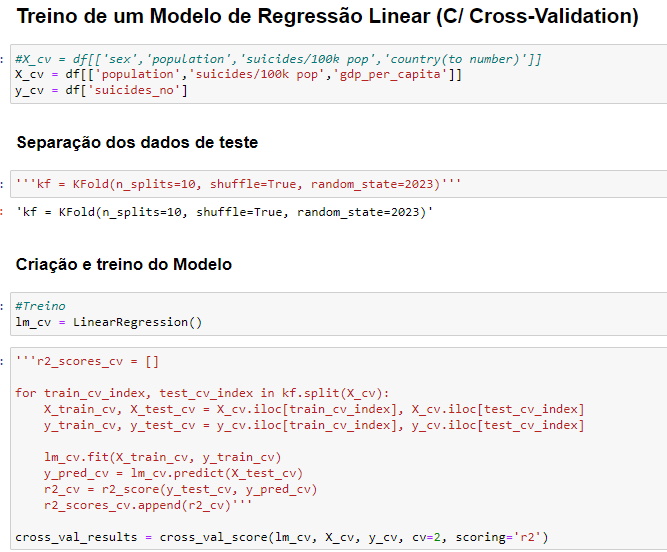 Treino de um Modelo de Regressão Linear (C/ Cross-Validation)
: #X_cv = df[['sex','population','suicides/100k pop','country(to number)']]
X_cv = df[['population','suicides/100k pop','gdp_per_capita']]
y_cv = df['suicides_no']
Separação dos dados de teste
: '''kf = KFold(n_splits=10, shuffle=True, random_state=2023)'''
: 'kf = KFold(n_splits=10, shuffle=True, random_state=2023)'
Criação e treino do Modelo
: #Treino
lm_cv = LinearRegression()
: '''r2_scores_cv = []
for train_cv_index, test_cv_index in kf.split(X_cv):
    X_train_cv, X_test_cv = X_cv.iloc[train_cv_index], X_cv.iloc[test_cv_index]
    y_train_cv, y_test_cv = y_cv.iloc[train_cv_index], y_cv.iloc[test_cv_index]
    lm_cv.fit(X_train_cv, y_train_cv)
    y_pred_cv = lm_cv.predict(X_test_cv)
    r2_cv = r2_score(y_test_cv, y_pred_cv)
    r2_scores_cv.append(r2_cv)'''
cross_val_results = cross_val_score(lm_cv, X_cv, y_cv, cv=2, scoring='r2')